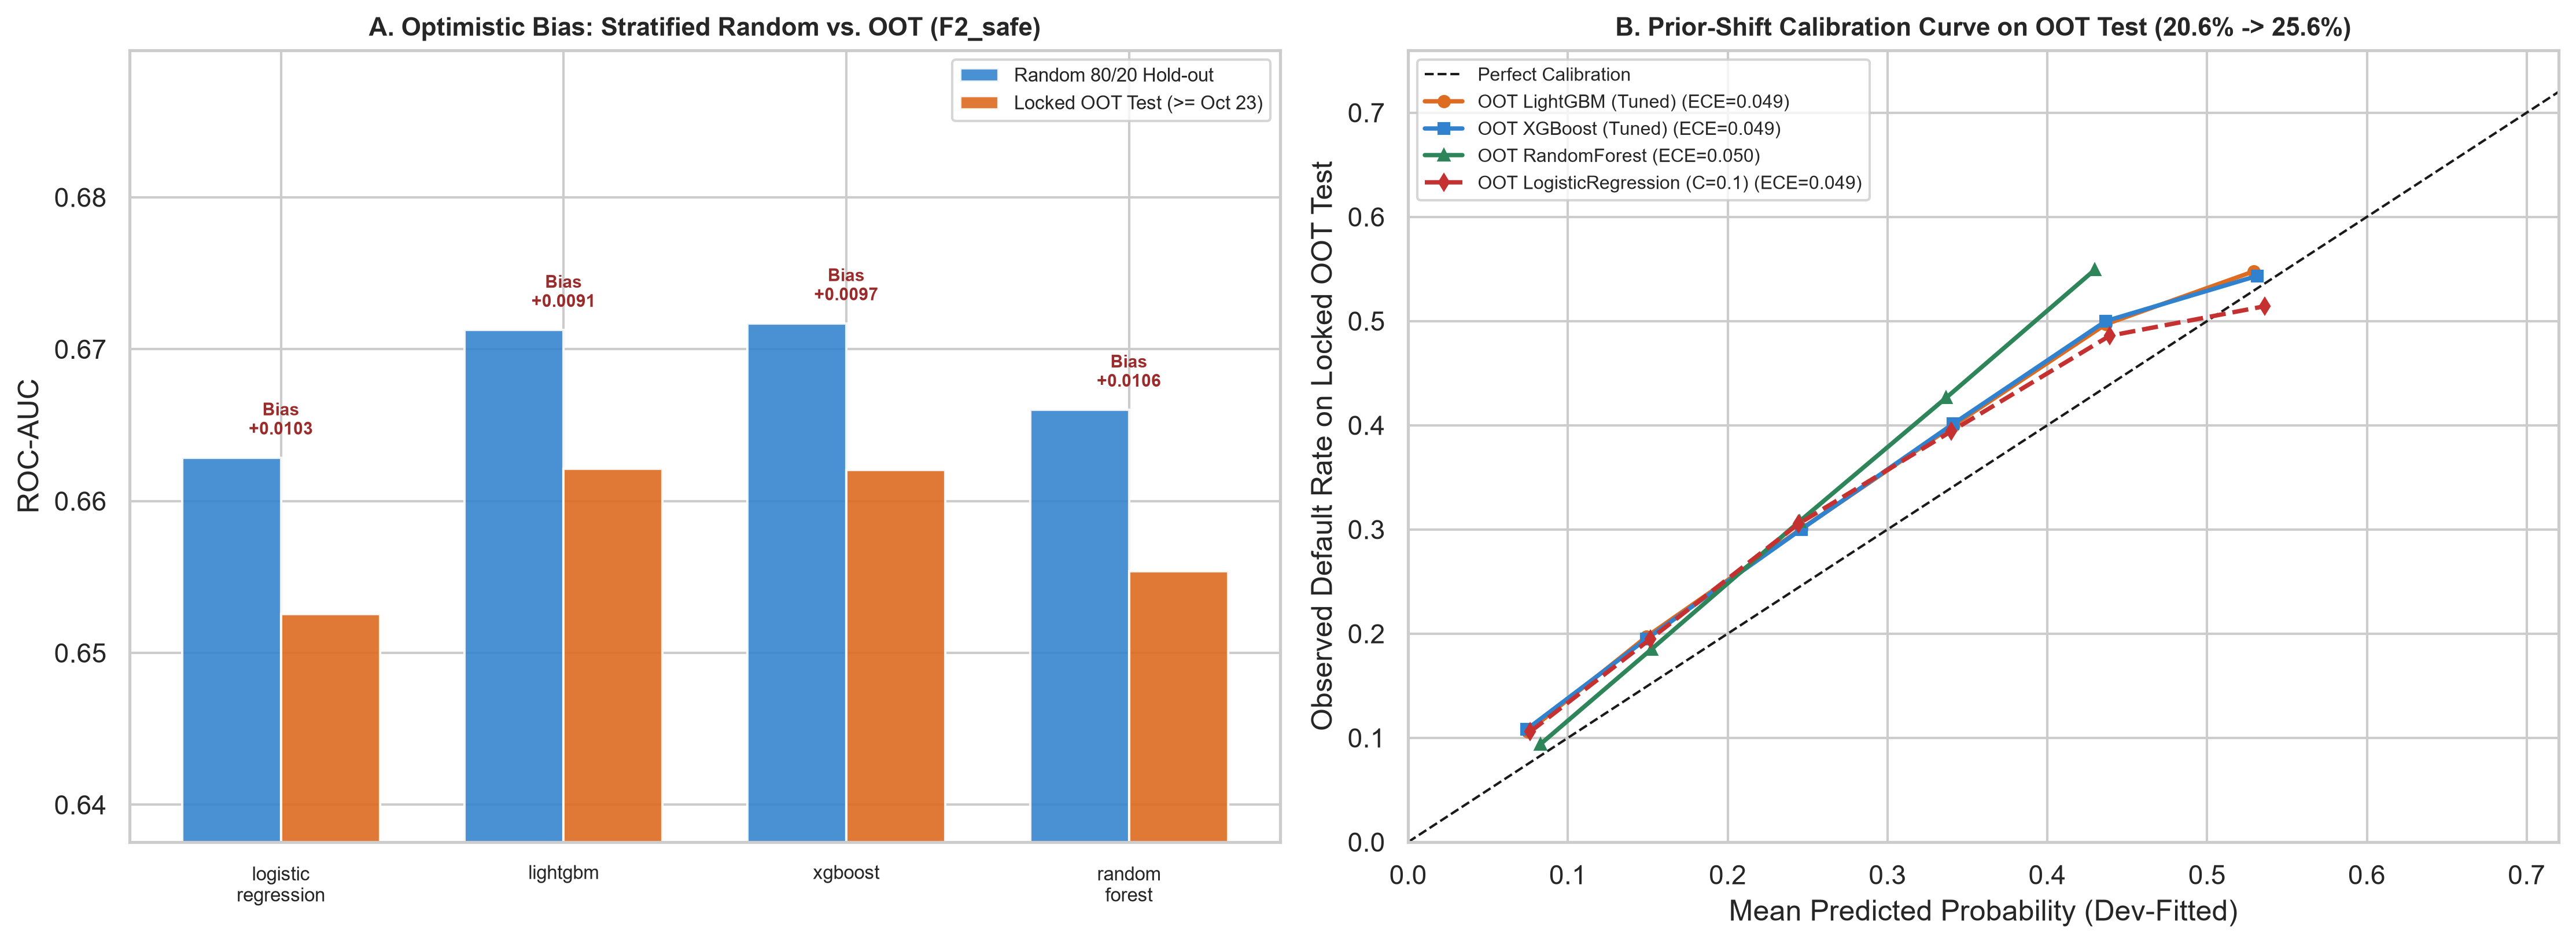 A. Optimistic Bias: Stratified Random vs. OOT (F2_safe)
Random 80/20 Hold-out
Locked OOT Test (>= Oct 23)
ROC-AUC
0.68
0.67
0.66
0.65
0.64
Bias
+0.0103
Bias
+0.0091
Bias
+0.0097
Bias
+0.0106
logistic
regression
lightgbm
xgboost
random
forest
B. Prior-Shift Calibration Curve on OOT Test (20.6% -> 25.6%)
Perfect Calibration
OOT LightGBM (Tuned) (ECE=0.049)
OOT XGBoost (Tuned) (ECE=0.049)
OOT RandomForest (ECE=0.050)
OOT LogisticRegression (C=0.1) (ECE=0.049)
Observed Default Rate on Locked OOT Test
0.7
0.6
0.5
0.4
0.3
0.2
0.1
0.0
0.0 0.1 0.2 0.3 0.4 0.5 0.6 0.7
Mean Predicted Probability (Dev-Fitted)